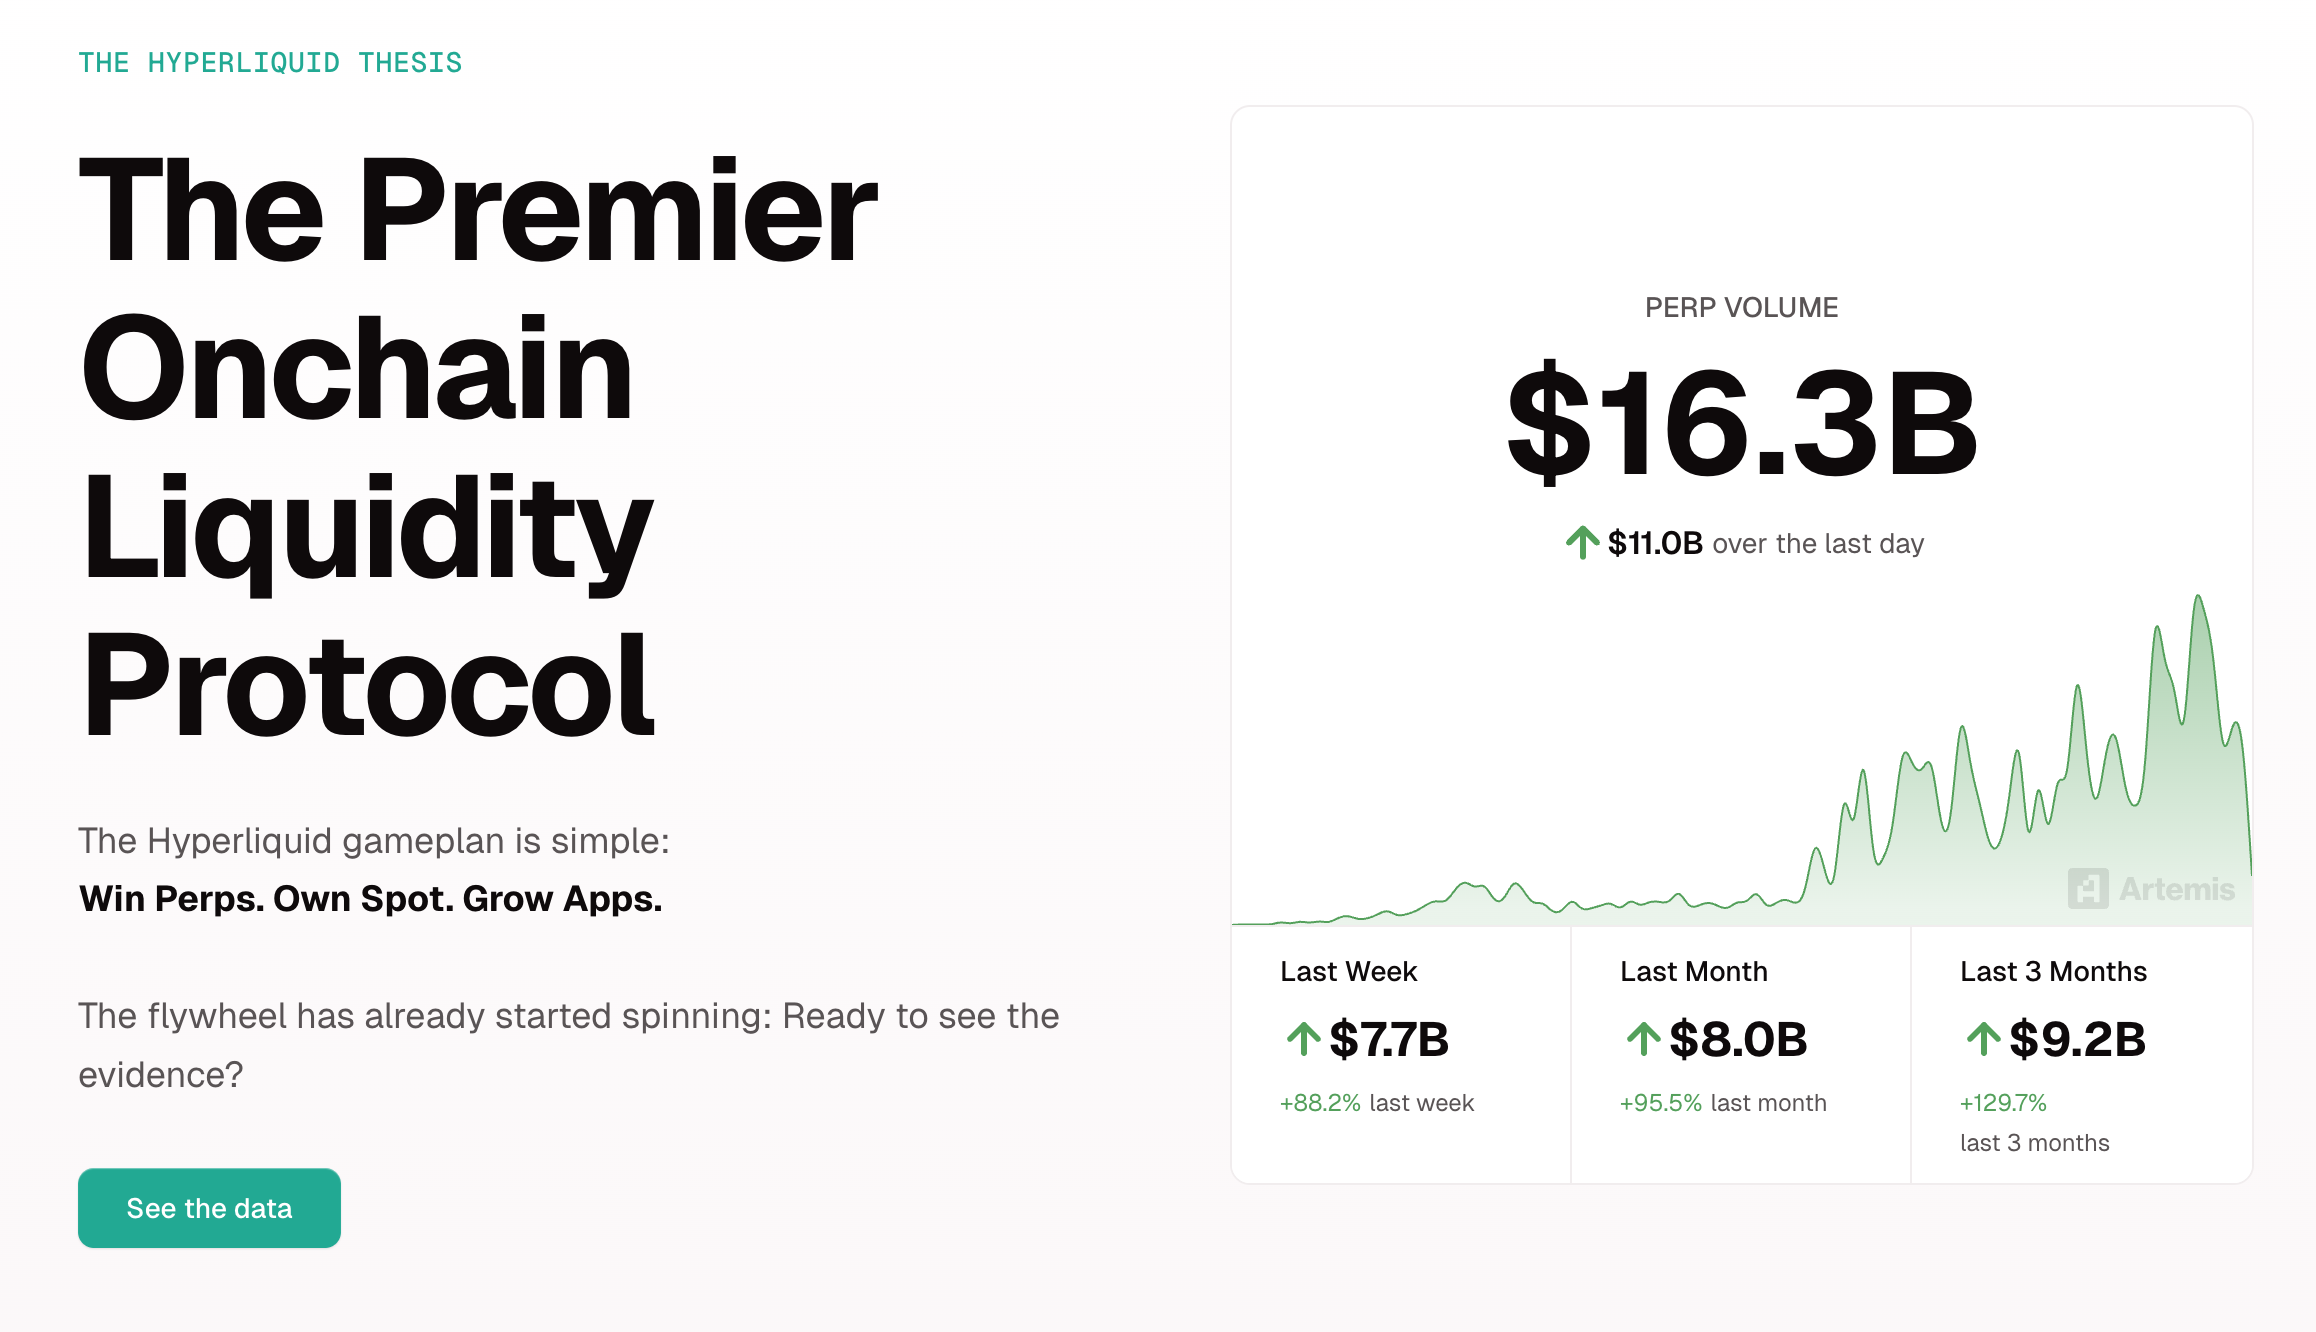 THE HYPERLIQUID THESIS
The Premier
Onchain
Liquidity
Protocol
The Hyperliquid gameplan is simple:
Win Perps. Own Spot. Grow Apps.
The flywheel has already started spinning: Ready to see the
evidence?
See the data
PERP VOLUME
$16.3B
$11.0B over the last day
Artemis
Last Week
$7.7B
+88.2% last week
Last Month
$8.0B
+95.5% last month
Last 3 Months
$9.2B
+129.7%
last 3 months